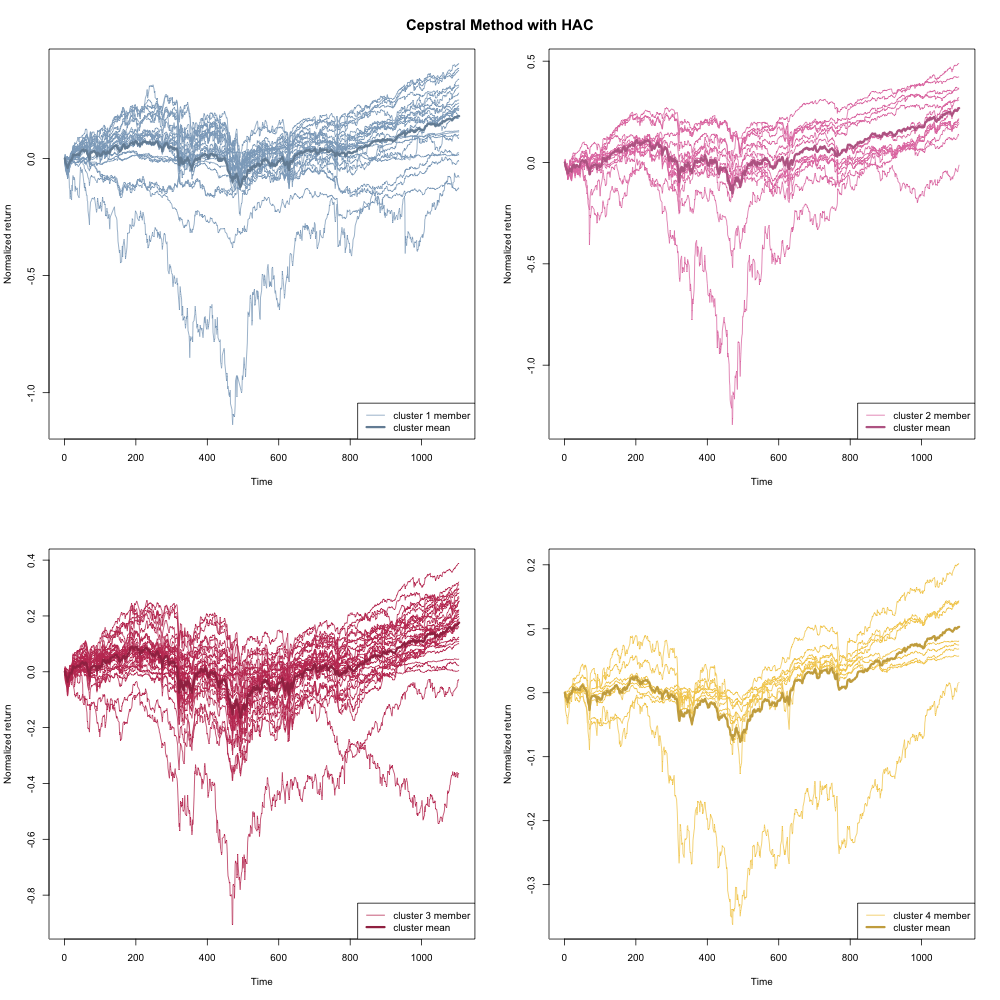 Cepstral Method with HAC
Normalized return
0.0
-0.5
-1.0
0 200 400 600 800 1000
Time
cluster 1 member
cluster mean
Normalized return
0.5
0.0
-0.5
-1.0
0 200 400 600 800 1000
Time
cluster 2 member
cluster mean
Normalized return
0.4
0.2
0.0
-0.2
-0.4
-0.6
-0.8
0 200 400 600 800 1000
Time
cluster 3 member
cluster mean
Normalized return
0.2
0.1
0.0
-0.1
-0.2
-0.3
0 200 400 600 800 1000
Time
cluster 4 member
cluster mean